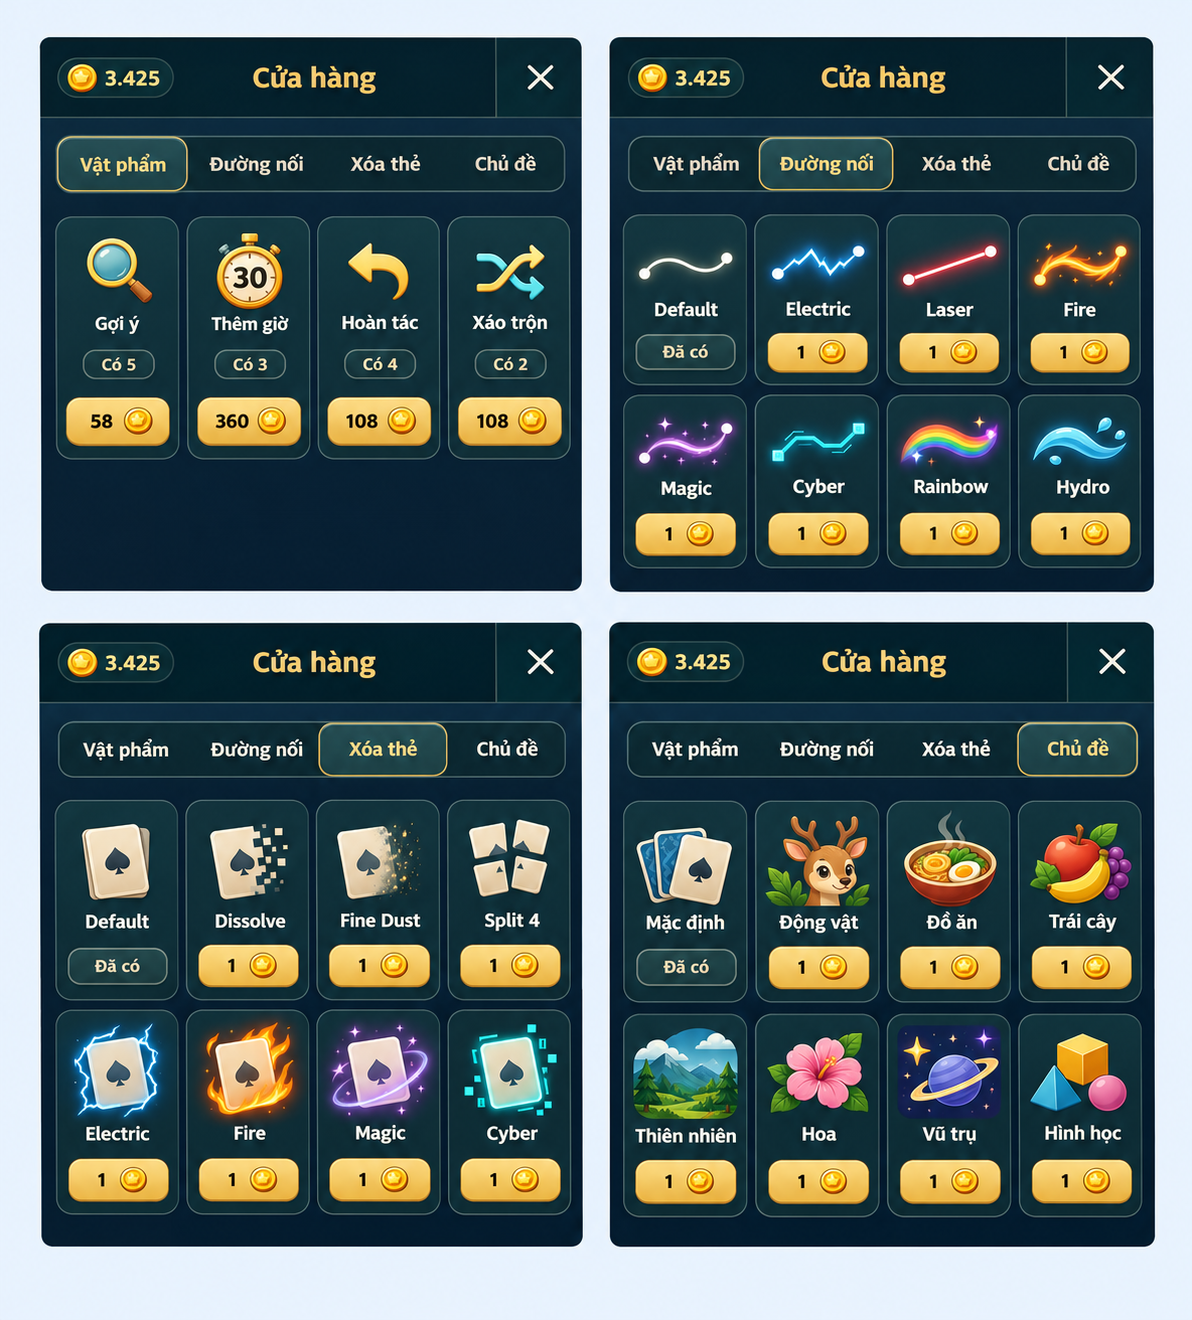 3.425 Cửa hàng
Vật phẩm Đường nối Xóa thẻ Chủ đề
30
Gợi ý Thêm giờ Hoàn tác Xáo trộn
Có 5 Có 3 Có 4 Có 2
58 360 108 108
3.425 Cửa hàng
Vật phẩm Đường nối Xóa thẻ Chủ đề
Default Electric Laser Fire
Đã có 1 1 1
Magic Cyber Rainbow Hydro
1 1 1 1
3.425 Cửa hàng
Vật phẩm Đường nối Xóa thẻ Chủ đề
Default Dissolve Fine Dust Split 4
Đã có 1 1 1
Electric Fire Magic Cyber
1 1 1 1
3.425 Cửa hàng
Vật phẩm Đường nối Xóa thẻ Chủ đề
Mặc định Động vật Đồ ăn Trái cây
Đã có 1 1 1
Thiên nhiên Hoa Vũ trụ Hình học
1 1 1 1